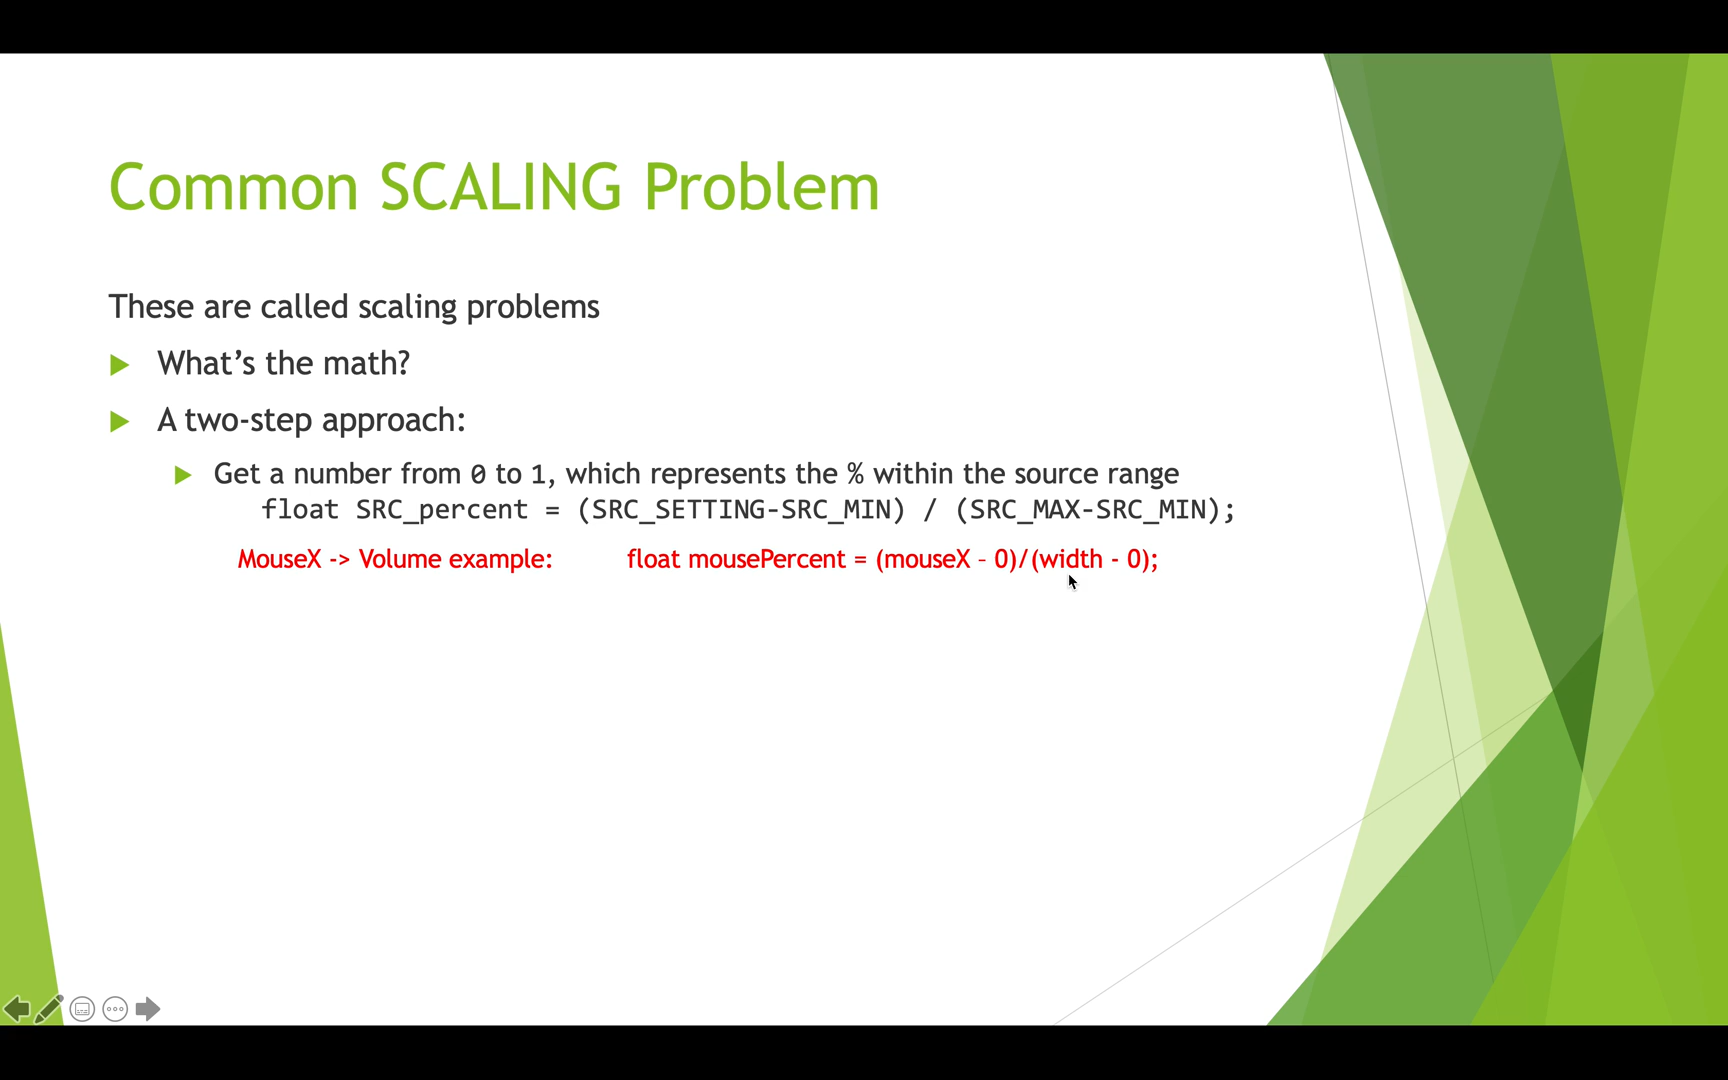 Common SCALING Problem
These are called scaling problems
What’s the math?
A two-step approach:
Get a number from 0 to 1, which represents the % within the source range
float SRC_percent = (SRC_SETTING-SRC_MIN) / (SRC_MAX-SRC_MIN);
MouseX -> Volume example: float mousePercent = (mouseX – 0)/(width - 0);